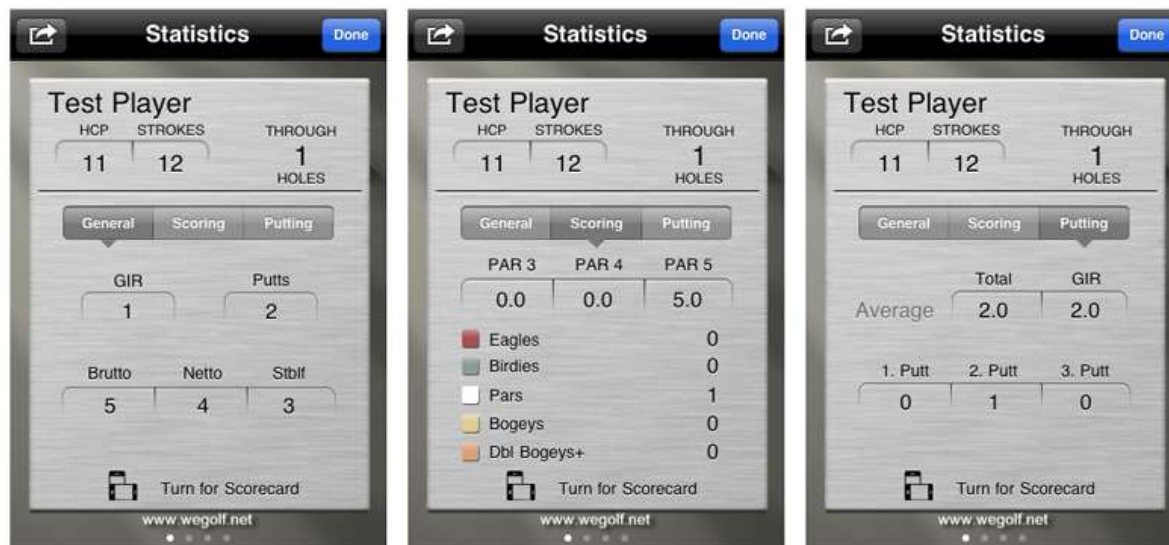 Statistics
Done
Test Player
HCP STROKES THROUGH
11 12 1
HOLES
General Scoring Putting
GIR Putts
1 2
Brutto Netto Stblf
5 4 3
Turn for Scorecard
www.wegolf.net
Statistics
Done
Test Player
HCP STROKES THROUGH
11 12 1
HOLES
General Scoring Putting
PAR 3 PAR 4 PAR 5
0.0 0.0 5.0
Eagles 0
Birdies 0
Pars 1
Bogeys 0
Dbl Bogeys+ 0
Turn for Scorecard
www.wegolf.net
Statistics
Done
Test Player
HCP STROKES THROUGH
11 12 1
HOLES
General Scoring Putting
Total GIR
Average 2.0 2.0
1. Putt 2. Putt 3. Putt
0 1 0
Turn for Scorecard
www.wegolf.net